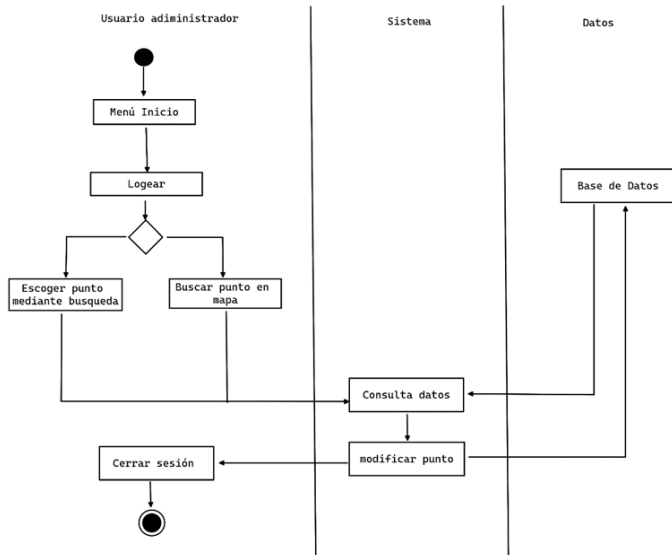 Usuario adiministrador
Sistema
Datos
Menú Inicio
Logear
Base de Datos
Escoger punto
mediante busqueda
Buscar punto en
mapa
Consulta datos
modificar punto
Cerrar sesión